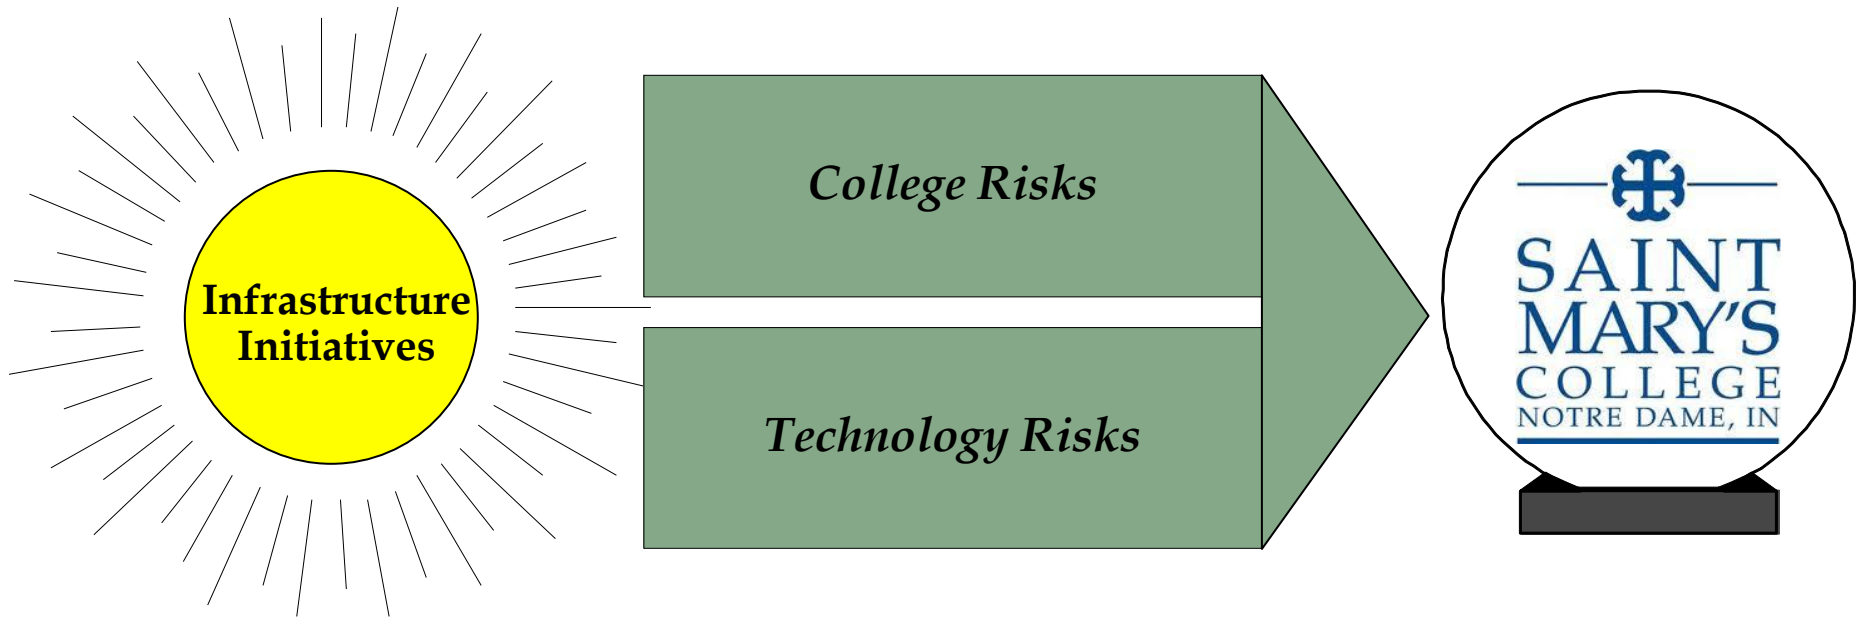 Infrastructure
Initiatives
College Risks
Technology Risks
SAINT
MARY'S
COLLEGE
NOTRE DAME, IN